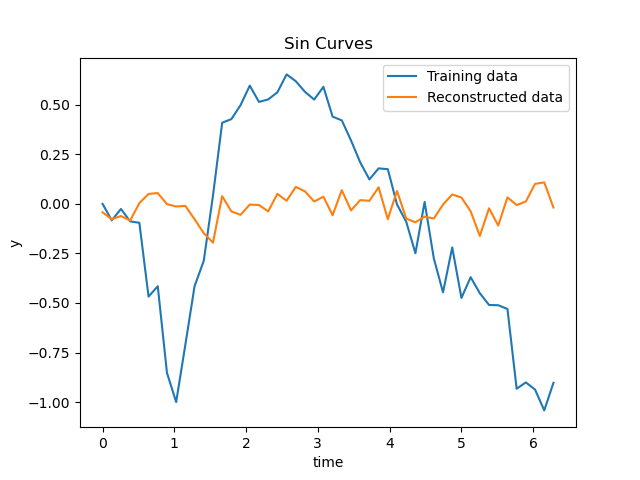 Sin Curves
Training data
Reconstructed data
0.50
0.25
0.00
−0.25
−0.50
−0.75
−1.00
y
0 1 2 3 4 5 6
time